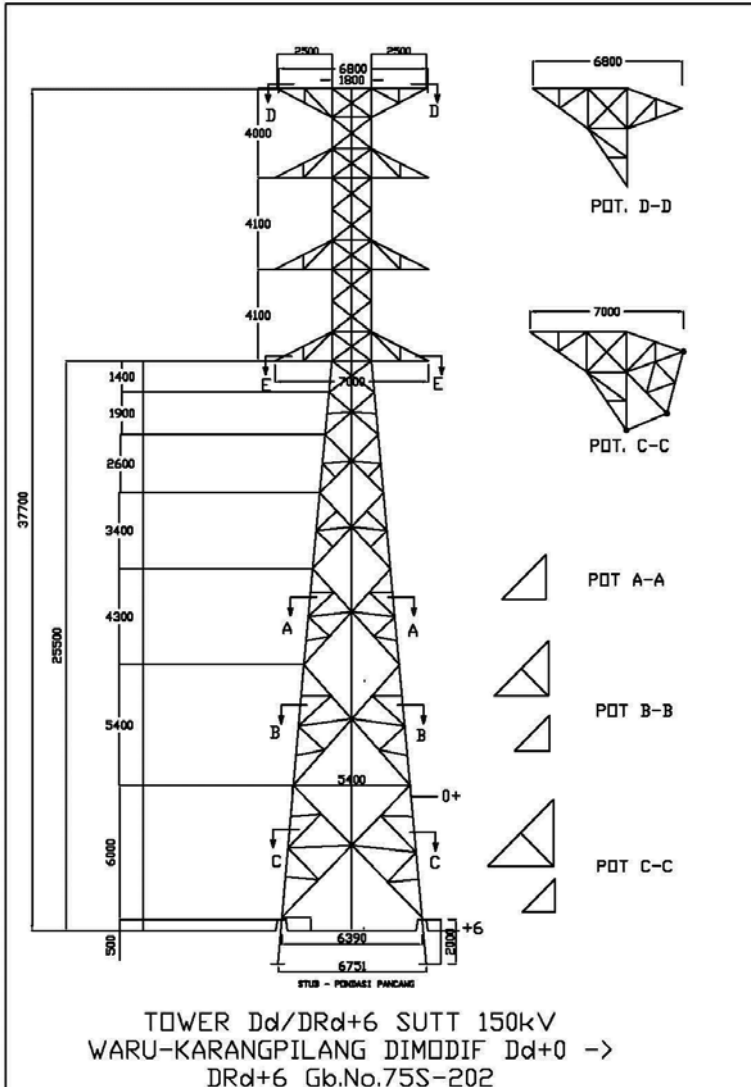 2500 2500
6800
1800
D D
4000
4100
4100
E E
7000
1400
1900
2600
3400
4300
5400
6000
500
37700
25500
A A
B B
5400
0+
C C
+6
6390
2000
6751
STUB - PONDASI PANCANG
6800
POT. D-D
7000
POT. C-C
POT A-A
POT B-B
POT C-C
TOWER Dd/DRd+6 SUTT 150kV
WARU-KARANGPILANG DIMODIF Dd+0 ->
DRd+6 Gb.No.75S-202